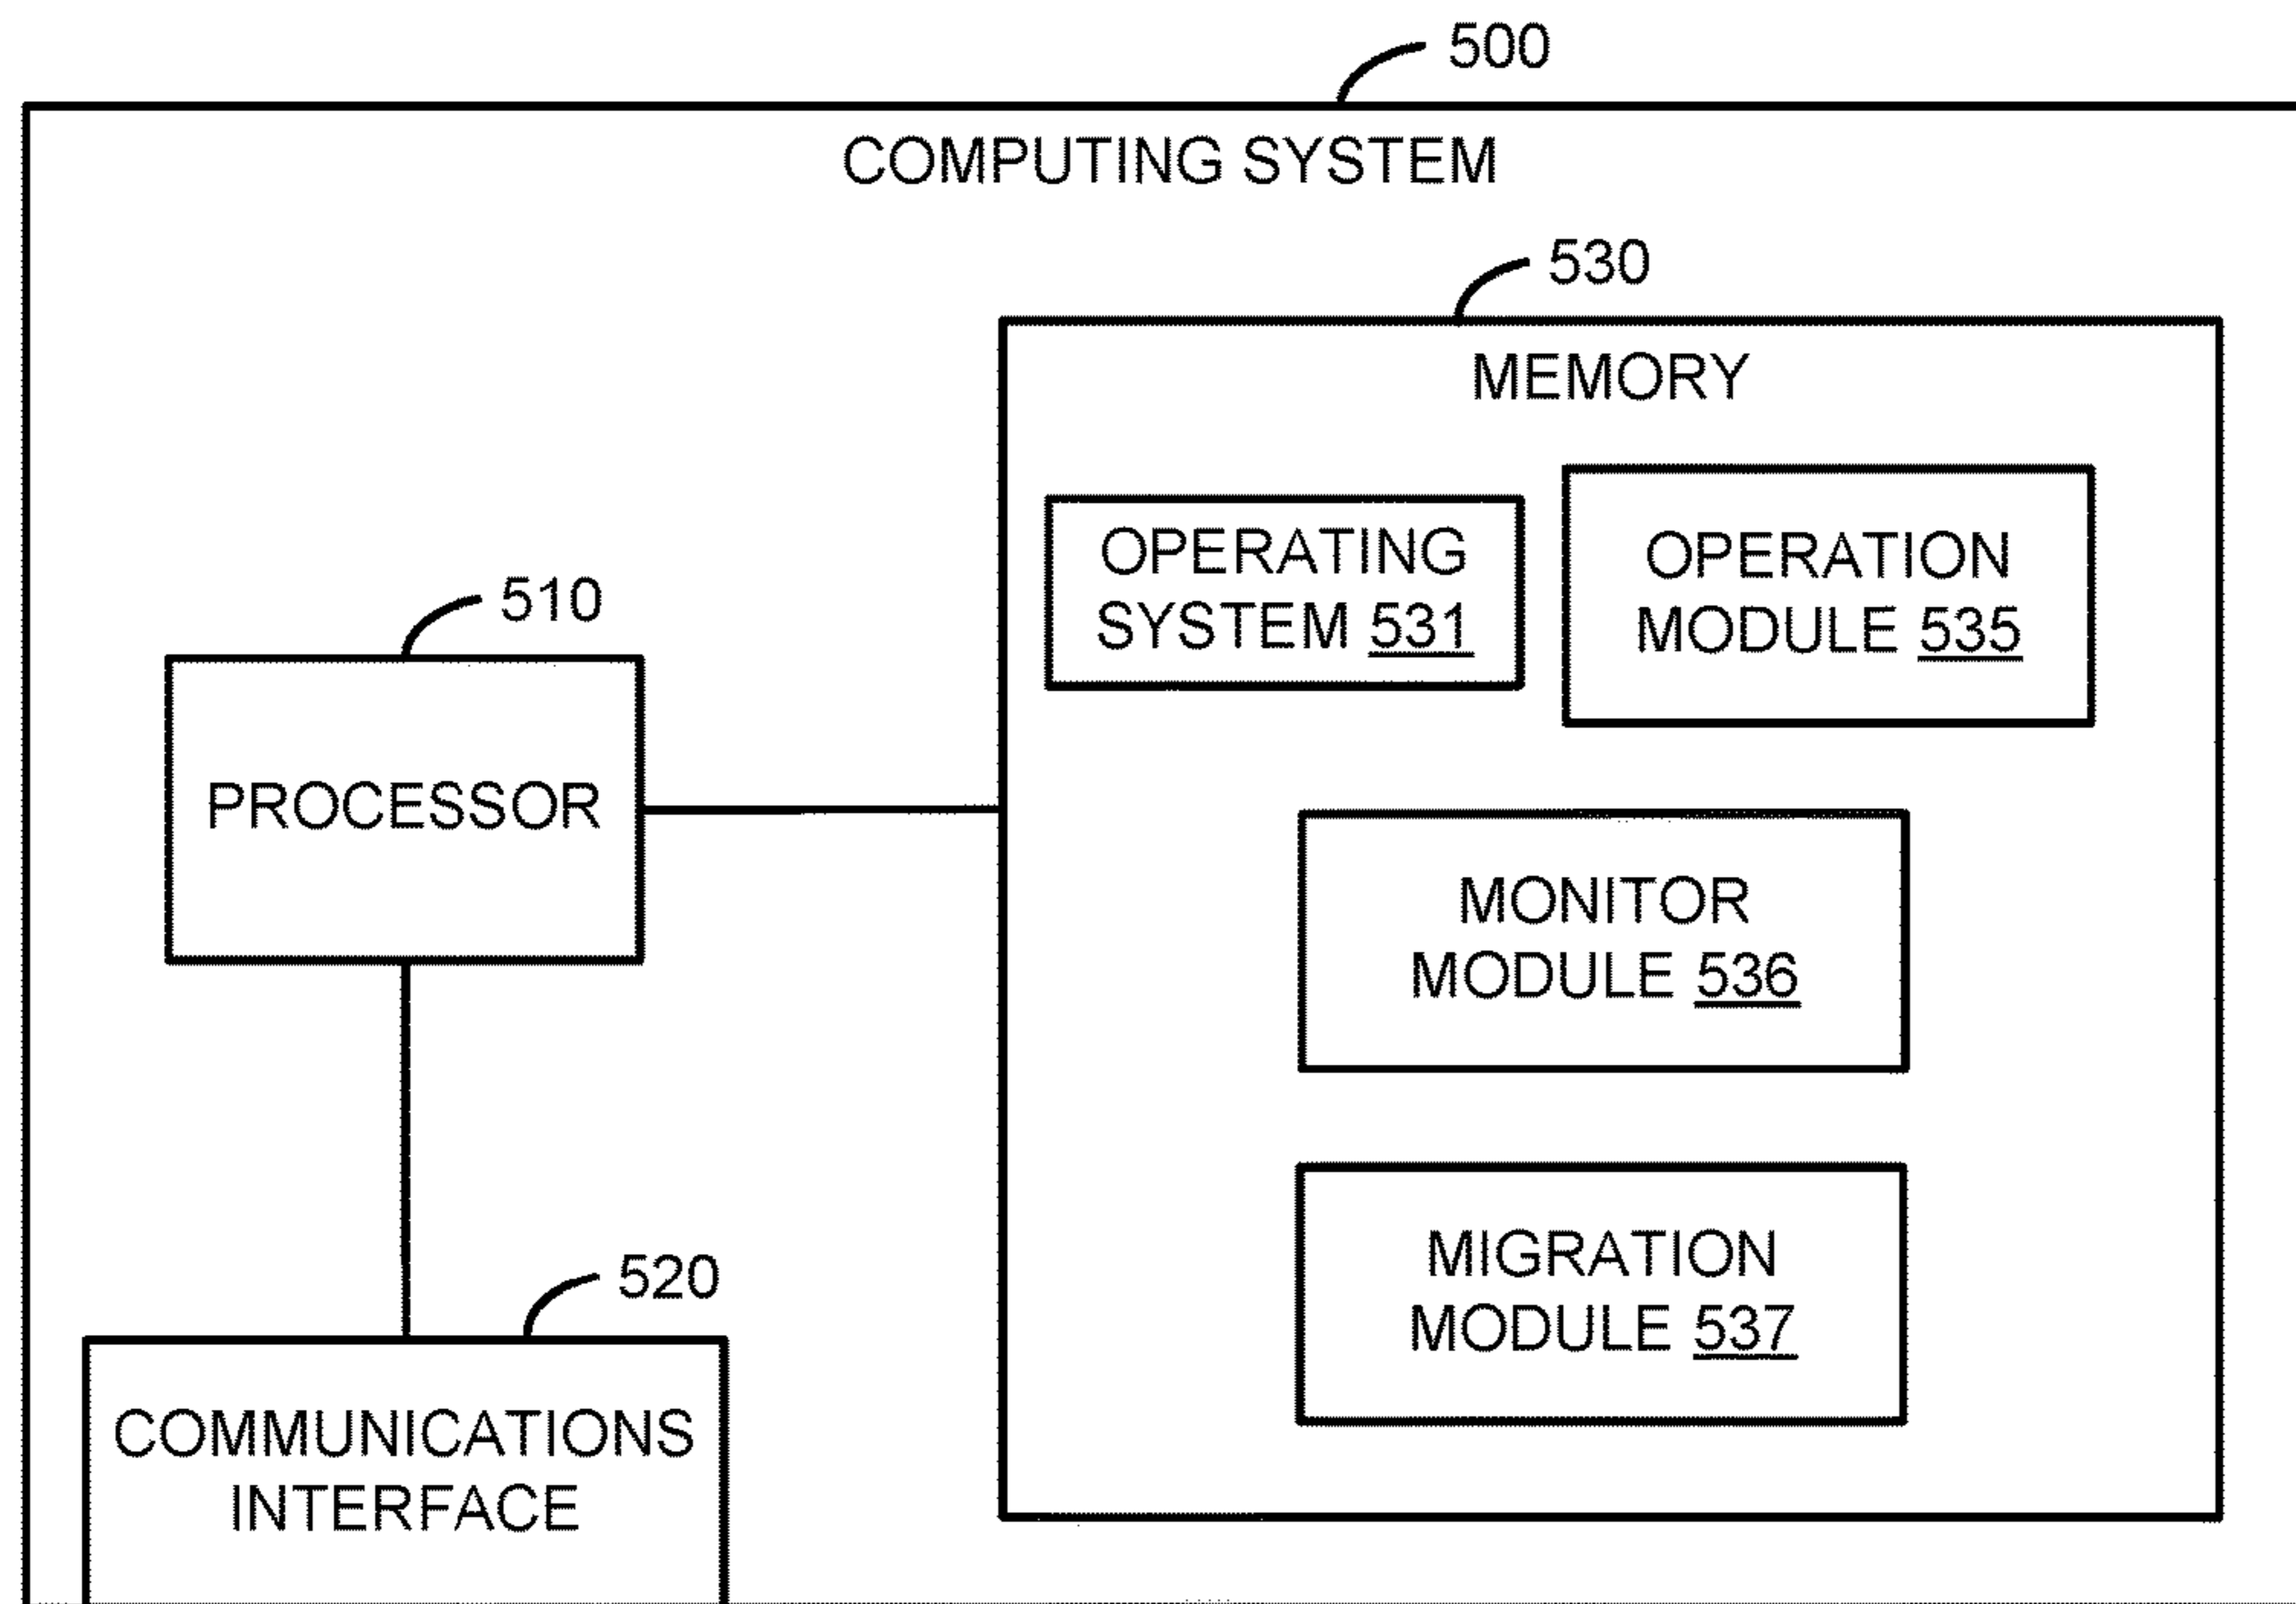 500
COMPUTING SYSTEM
530
MEMORY
OPERATING
SYSTEM 531
OPERATION
MODULE 535
510
PROCESSOR
MONITOR
MODULE 536
MIGRATION
MODULE 537
520
COMMUNICATIONS
INTERFACE